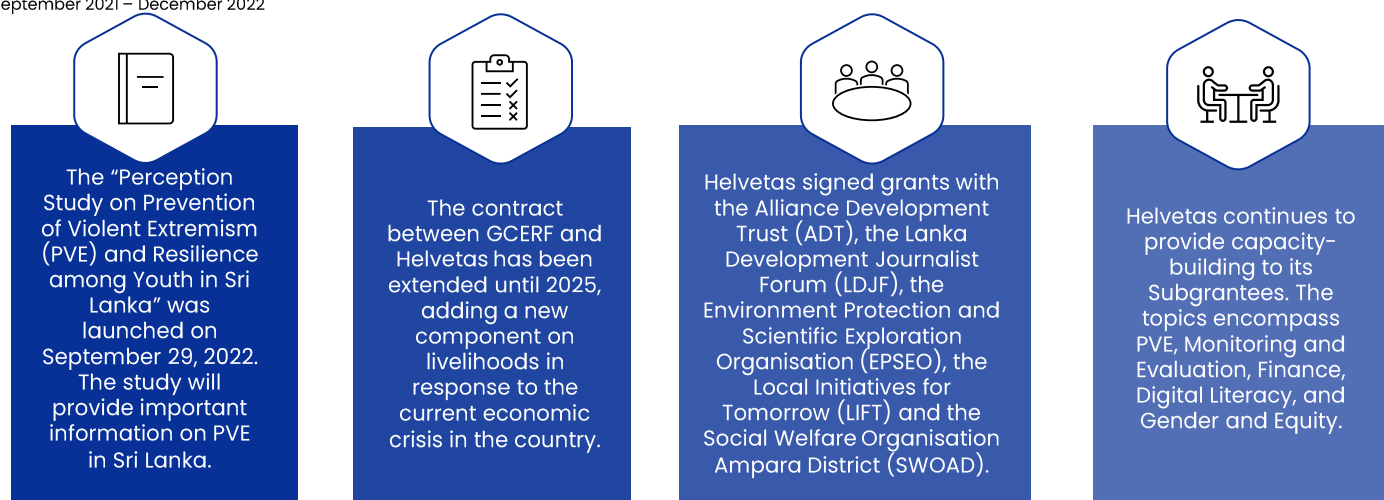 eptember 2021 – December 2022
The “Perception
Study on Prevention
of Violent Extremism
(PVE) and Resilience
among Youth in Sri
Lanka” was
launched on
September 29, 2022.
The study will
provide important
information on PVE
in Sri Lanka.
The contract
between GCERF and
Helvetas has been
extended until 2025,
adding a new
component on
livelihoods in
response to the
current economic
crisis in the country.
Helvetas signed grants with
the Alliance Development
Trust (ADT), the Lanka
Development Journalist
Forum (LDJF), the
Environment Protection and
Scientific Exploration
Organisation (EPSEO), the
Local Initiatives for
Tomorrow (LIFT) and the
Social Welfare Organisation
Ampara District (SWOAD).
Helvetas continues to
provide capacity-
building to its
Subgrantees. The
topics encompass
PVE, Monitoring and
Evaluation, Finance,
Digital Literacy, and
Gender and Equity.